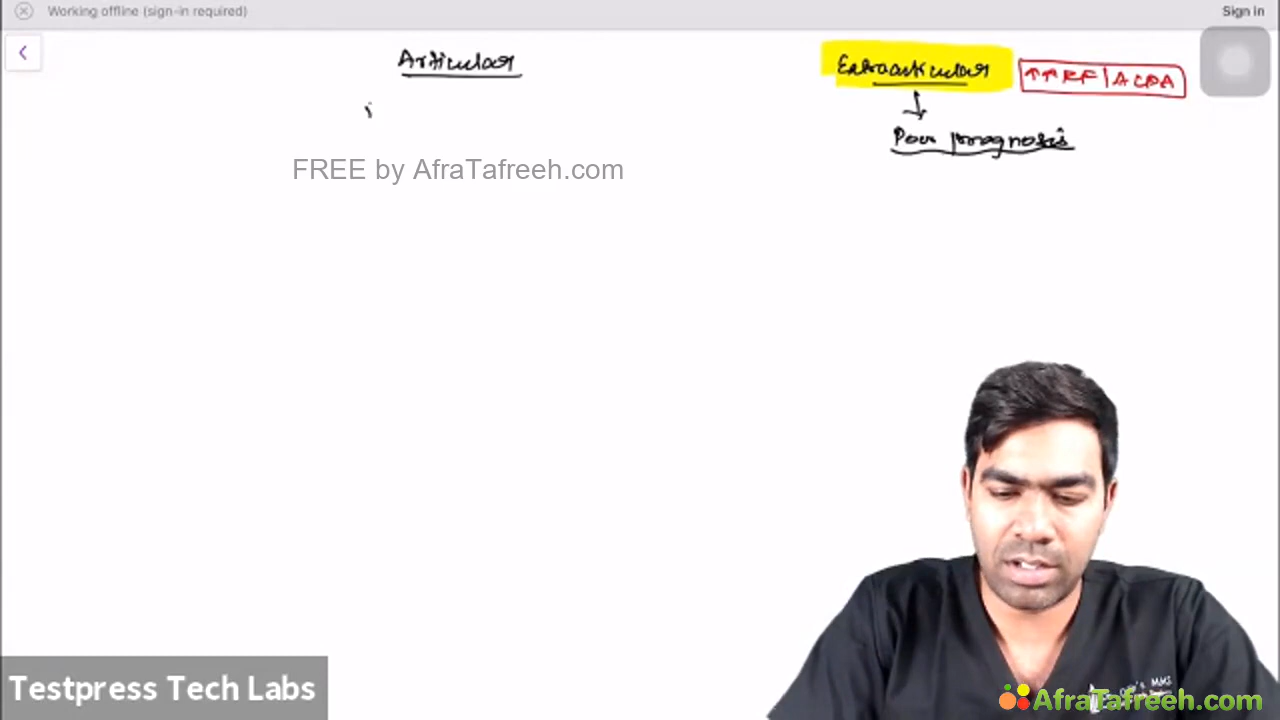 Working offline (sign-in required)
Sign in
Articular
Extraarticular
↑↑ RF | ACPA
Poor prognosis
FREE by AfraTafreeh.com
Testpress Tech Labs
AfraTafreeh.com